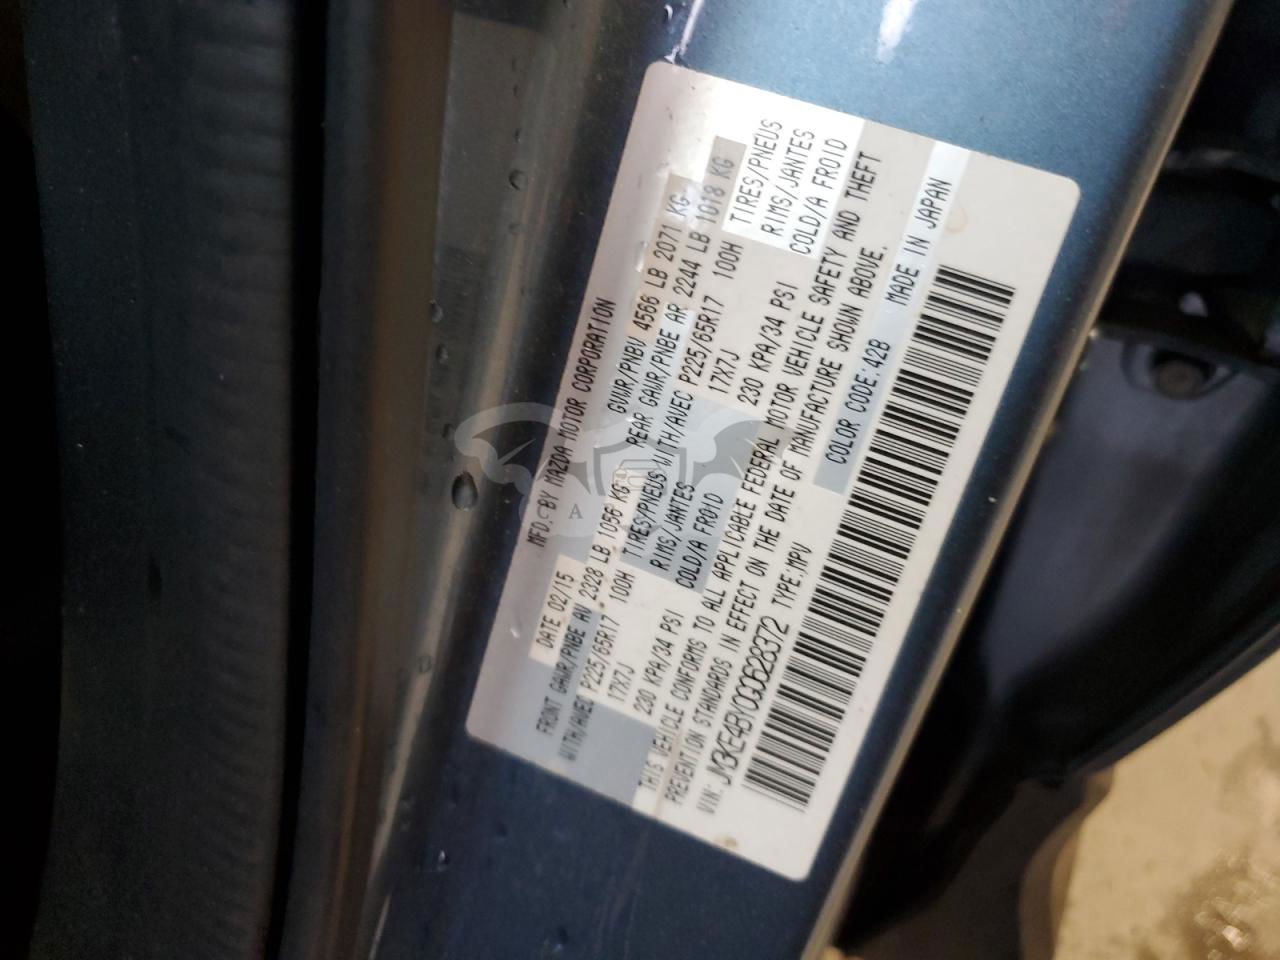 MFD. BY MAZDA MOTOR CORPORATION
DATE 02/15 GVWR/PNBV 4566 LB 2071 KG
FRONT GAWR/PNBE AV 2328 LB 1056 KG REAR GAWR/PNBE AR 2244 LB 1018 KG
WITH/AVEC P225/65R17 100H TIRES/PNEUS WITH/AVEC P225/65R17 100H TIRES/PNEUS
17X7J RIMS/JANTES 17X7J RIMS/JANTES
230 KPA/34 PSI COLD/A FROID 230 KPA/34 PSI COLD/A FROID
THIS VEHICLE CONFORMS TO ALL APPLICABLE FEDERAL MOTOR VEHICLE SAFETY AND THEFT
PREVENTION STANDARDS IN EFFECT ON THE DATE OF MANUFACTURE SHOWN ABOVE.
VIN: JM3KE4BY0G0628372 TYPE:MPV COLOR CODE:42B MADE IN JAPAN